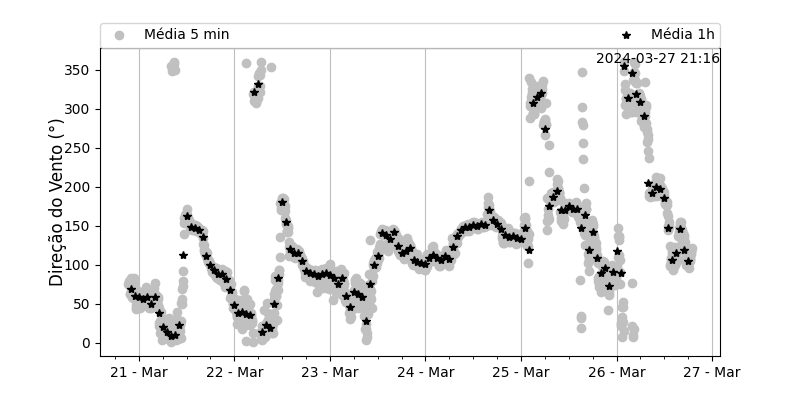 Média 5 min
Média 1h
2024-03-27 21:16
Direção do Vento (°)
350
300
250
200
150
100
50
0
21 - Mar
22 - Mar
23 - Mar
24 - Mar
25 - Mar
26 - Mar
27 - Mar